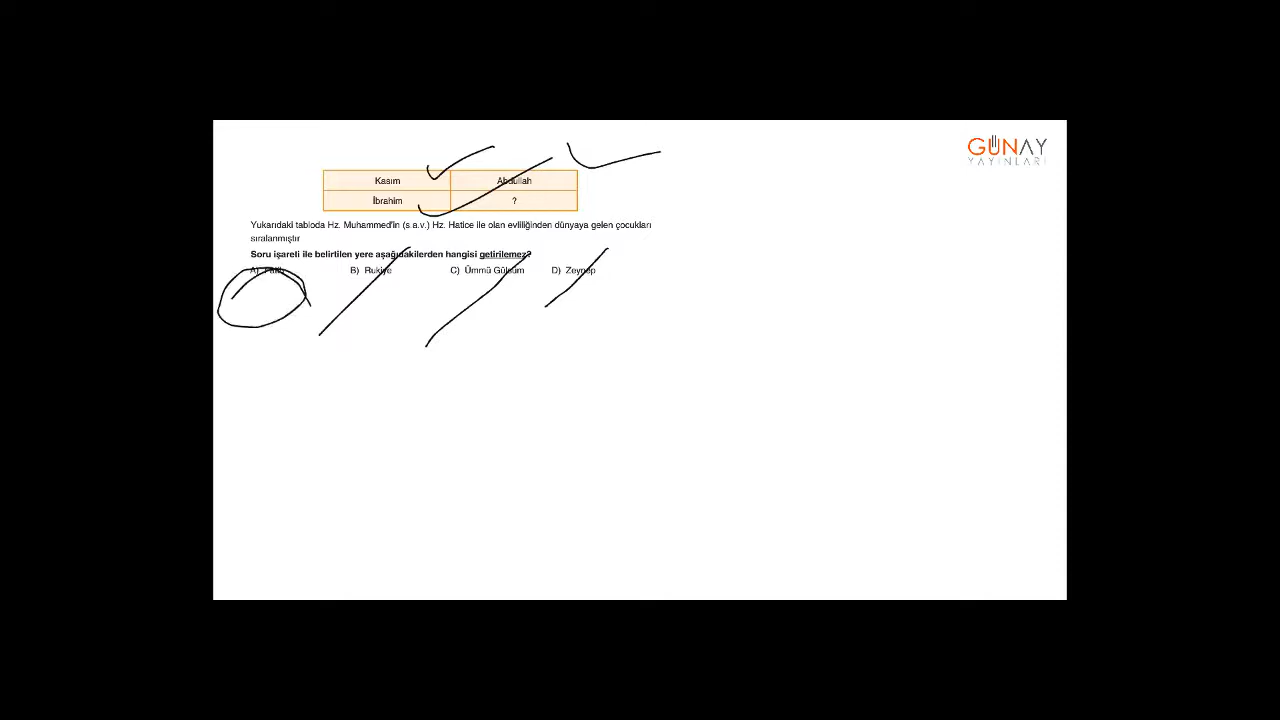 GÜNAY
YAYINLARI
Kasım Abdullah
İbrahim ?
Yukarıdaki tabloda Hz. Muhammed'in (s a.v.) Hz. Hatice ile olan evliliğinden dünyaya gelen çocukları
sıralanmıştır
Soru işareti ile belirtilen yere aşağıdakilerden hangisi getirilemez?
A) B) Rukiye C) Ümmü Gülsüm D) Zeynep